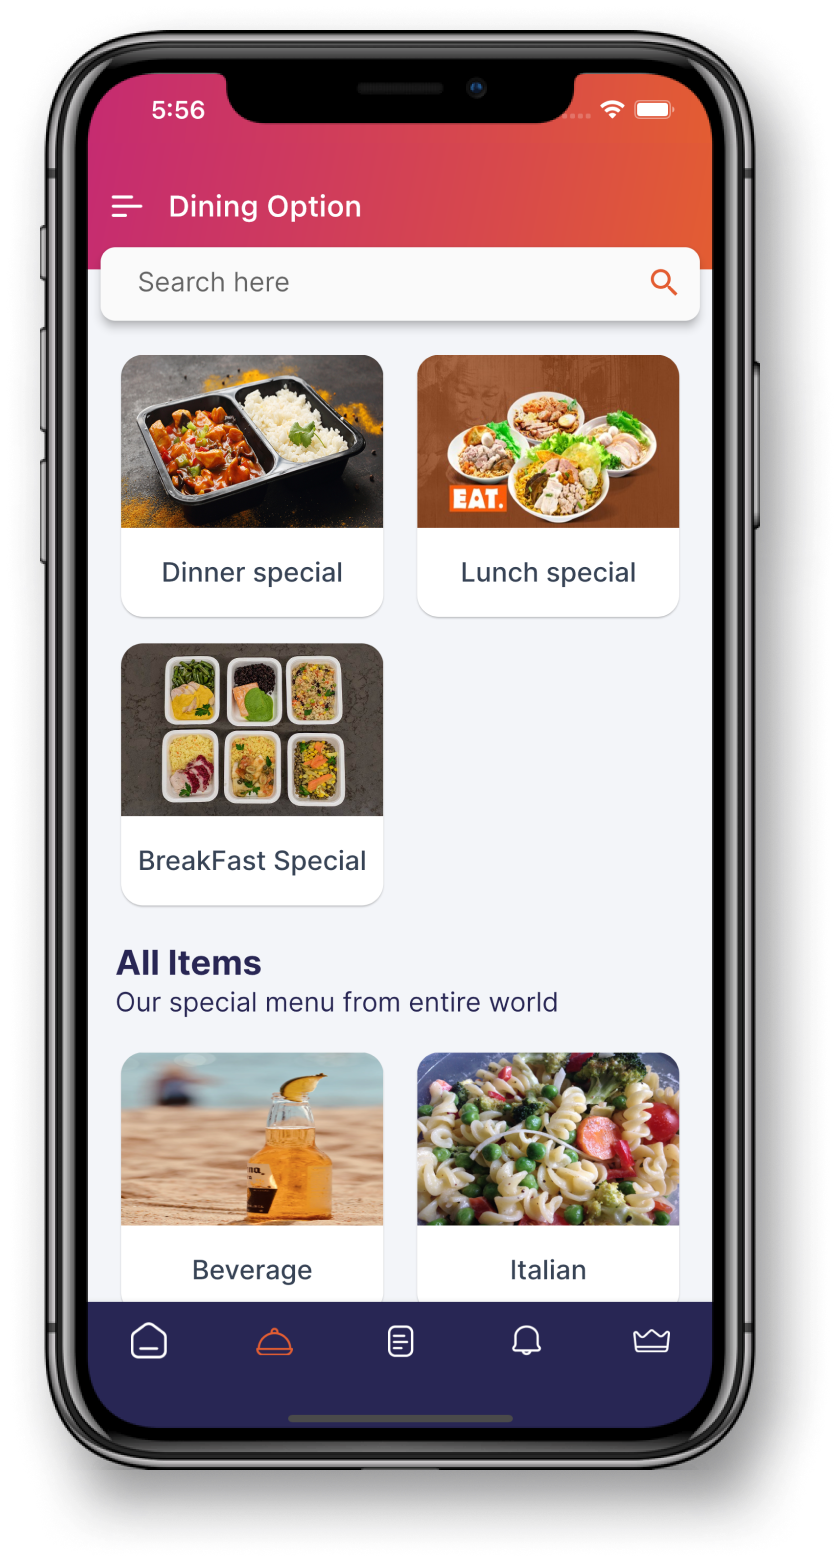 5:56
Dining Option
Search here
EAT.
Dinner special
Lunch special
BreakFast Special
All Items
Our special menu from entire world
Beverage
Italian